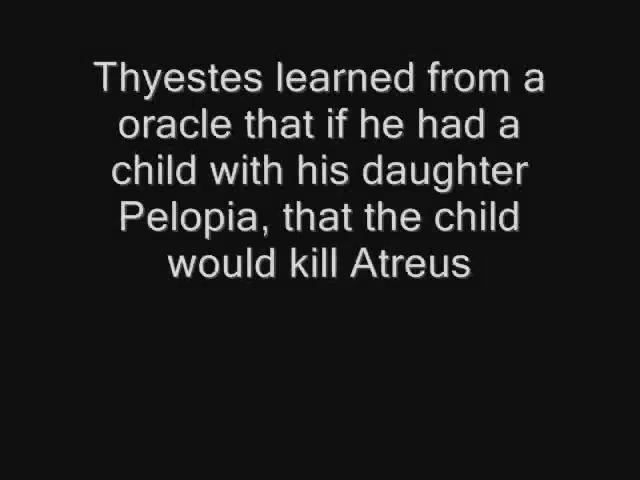 Thyestes learned from a
oracle that if he had a
child with his daughter
Pelopia, that the child
would kill Atreus